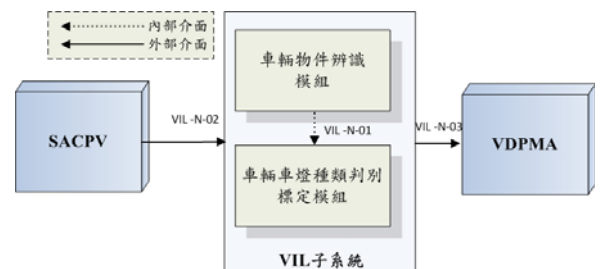 內部介面
外部介面
車輛物件辨識
模組
SACPV
VIL -N-02
VIL -N-01
VIL -N-03
VDPMA
車輛車燈種類判別
標定模組
VIL子系統